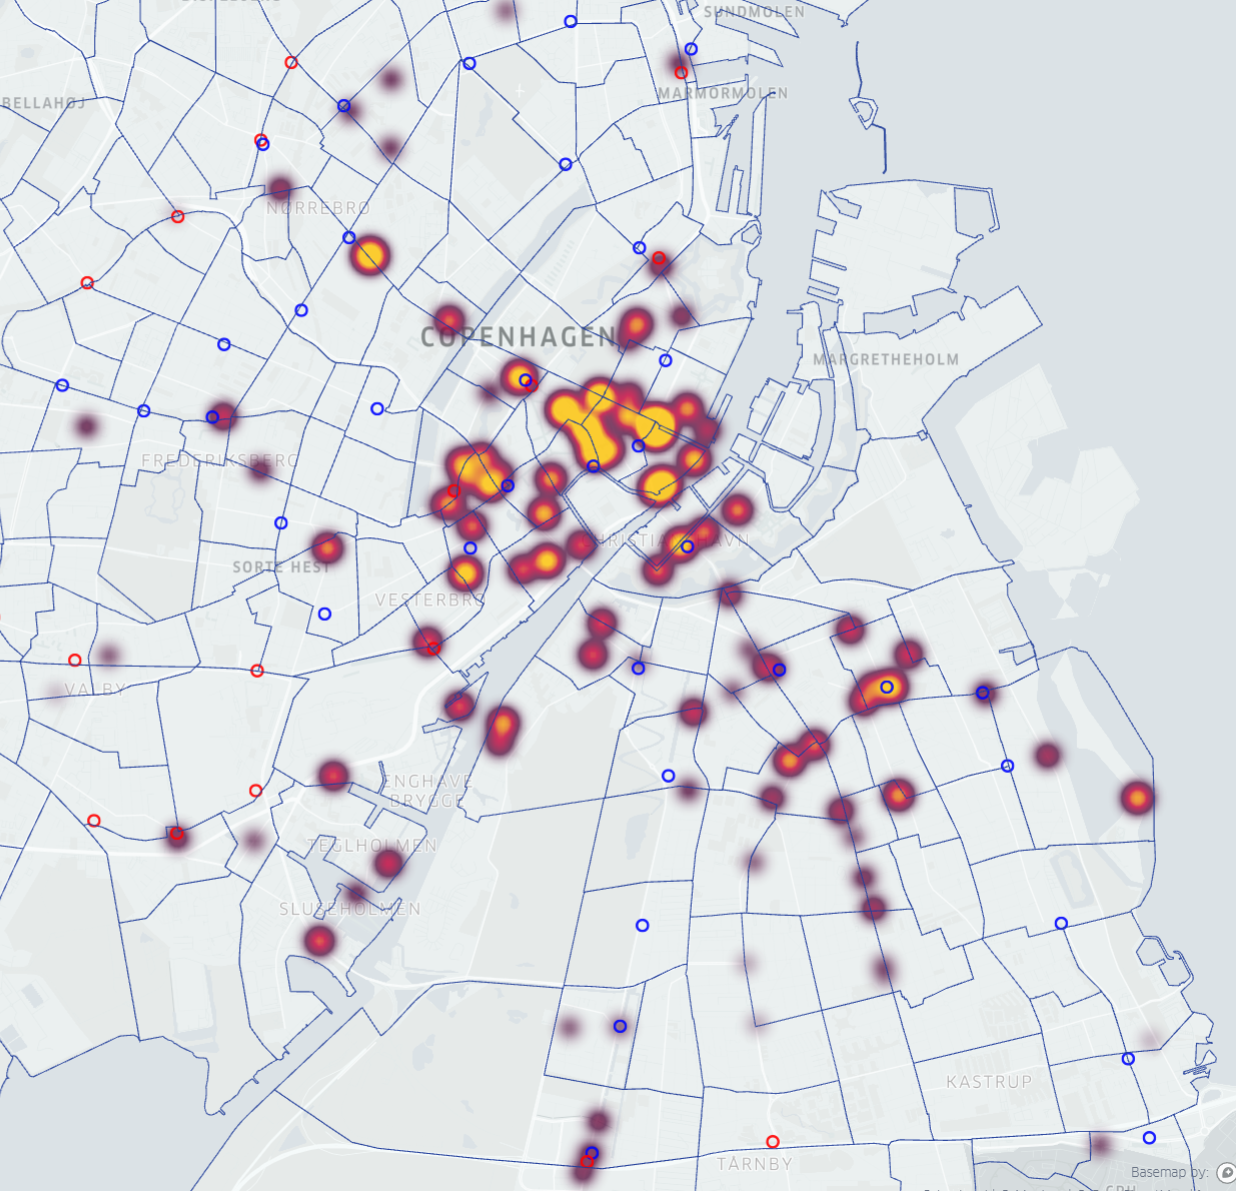 SUNDMOLEN
MARMORMOLEN
BELLAHØJ
NØRREBRO
COPENHAGEN
MARGRETHEHOLM
FREDERIKSBERG
CHRISTIANSHAVN
SORTE HEST
VESTERBRO
VALBY
ENGHAVE
BRYGGE
TEGLHOLMEN
SLUSEHOLMEN
KASTRUP
TÅRNBY
Basemap by: